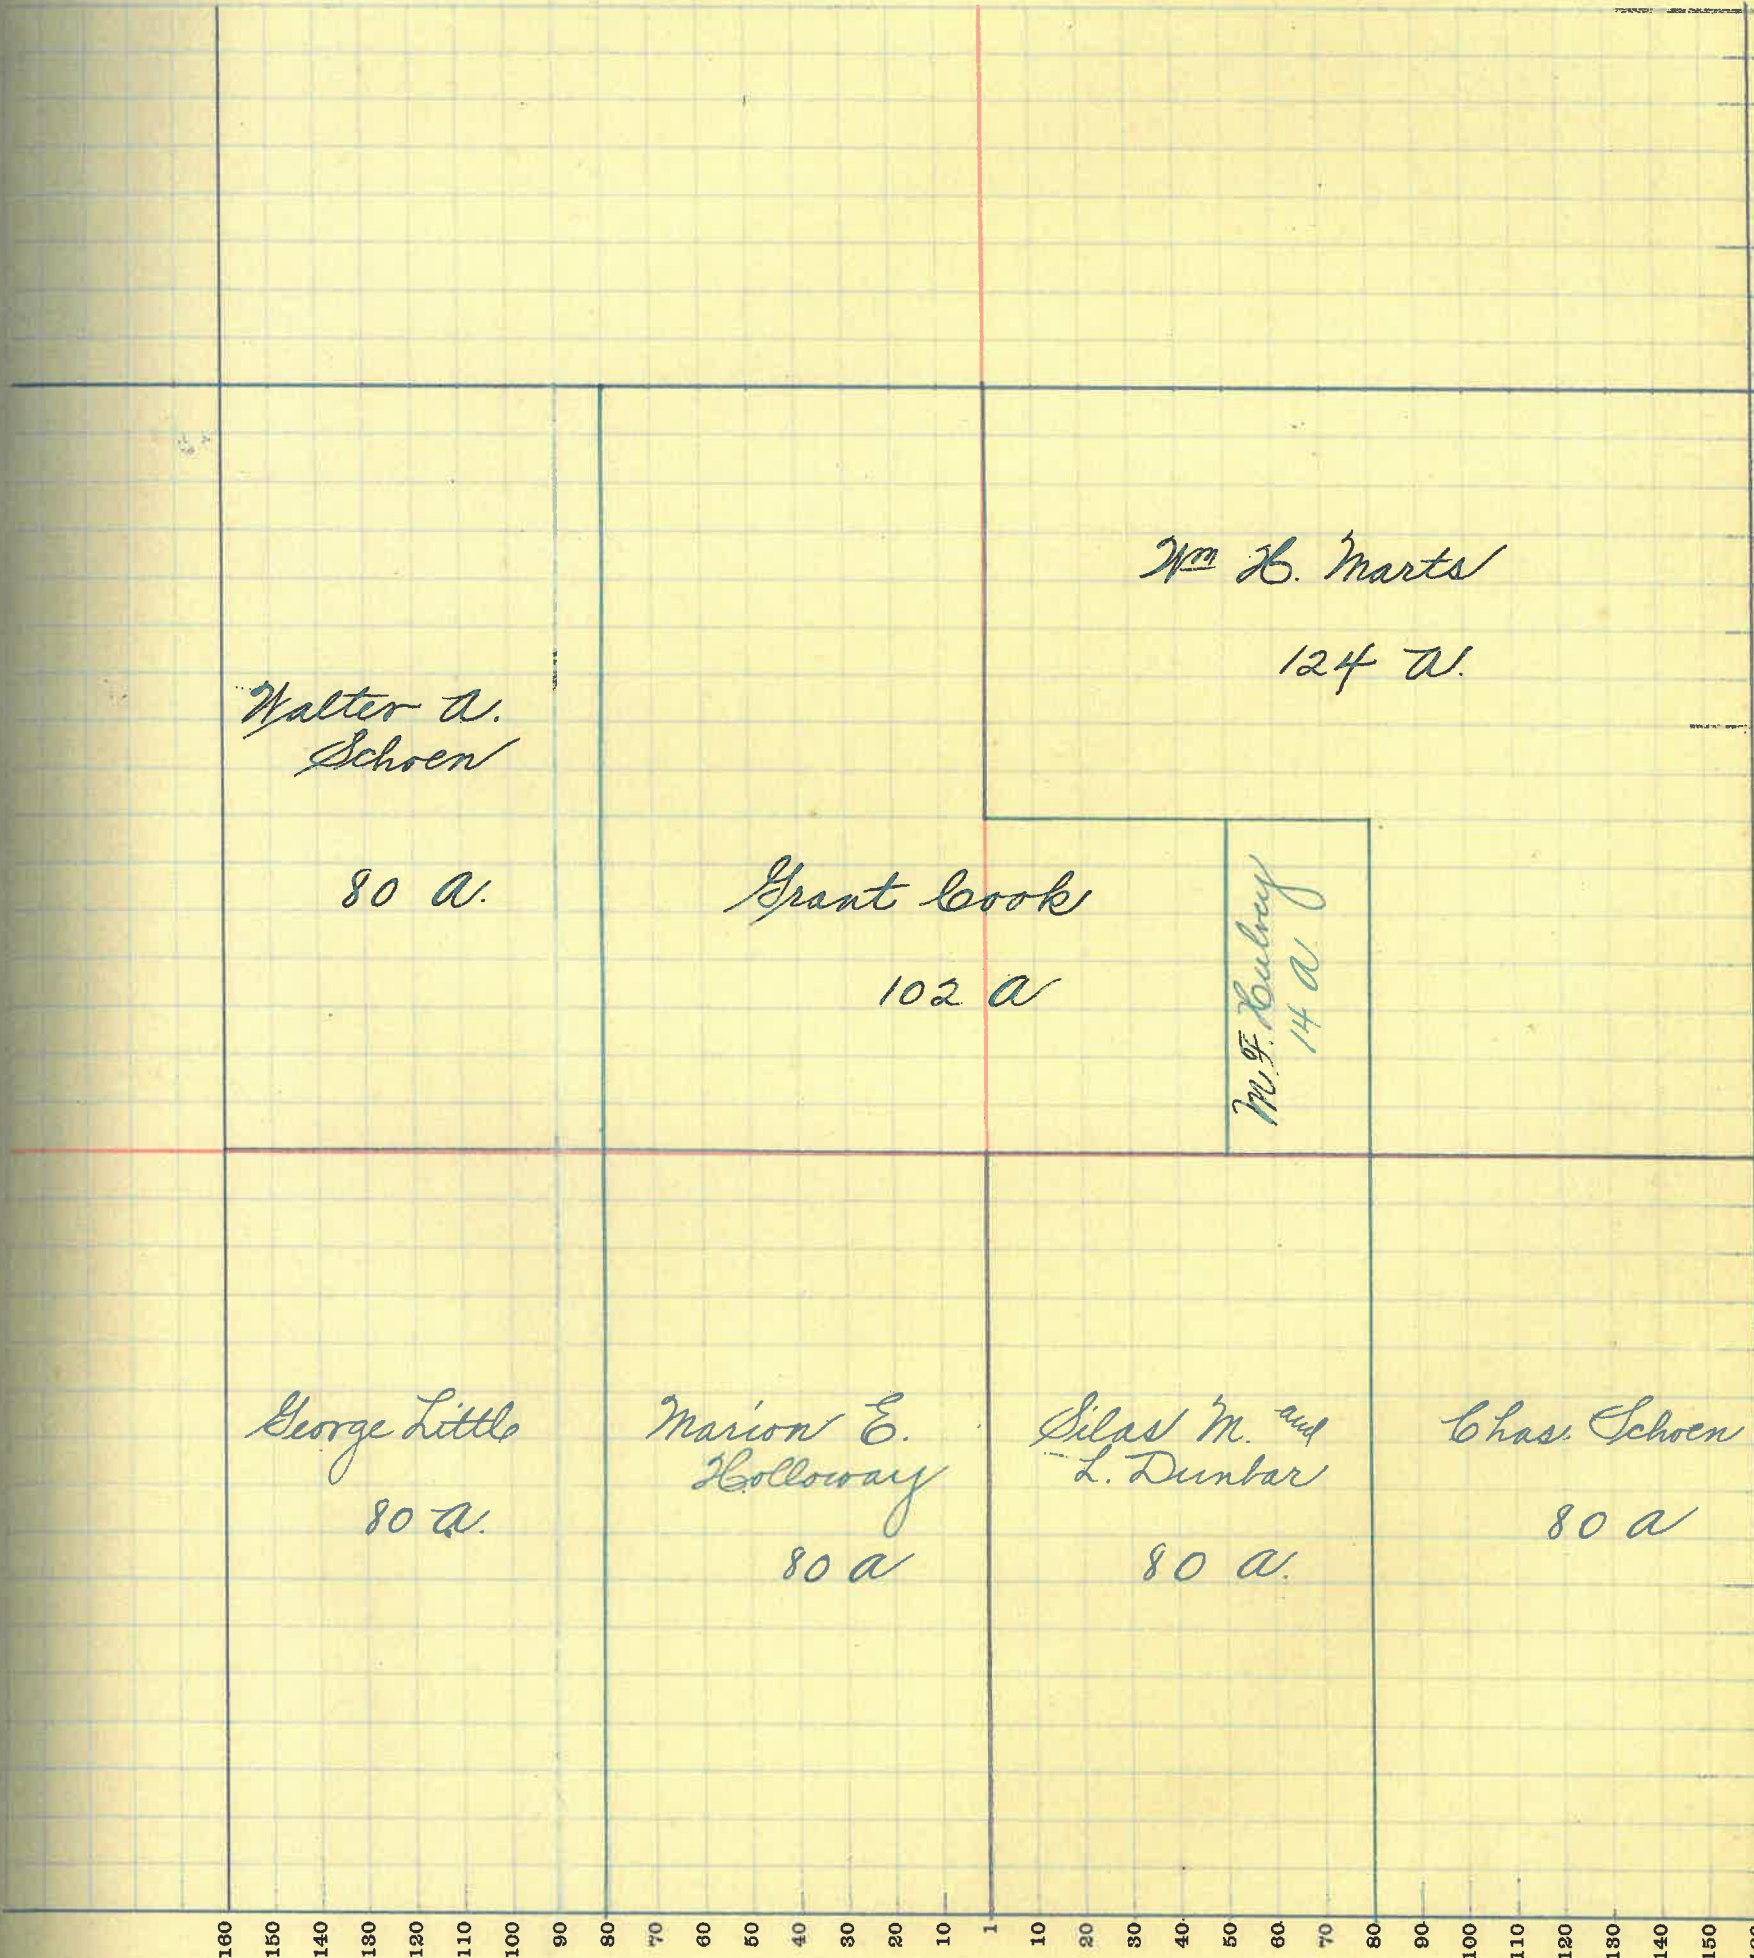 Wm H. Marts
124 A.
Walter A.
Schoen
80 A.
Grant Cook
102 A
M. F.
14 A
George Little
80 A.
Marion E.
Holloway
80 A
Silas M. and
L. Dunbar
80 A.
Chas. Schoen
80 A
160 150 140 130 120 110 100 90 80 70 60 50 40 30 20 10 1 10 20 30 40 50 60 70 80 90 100 110 120 130 140 150